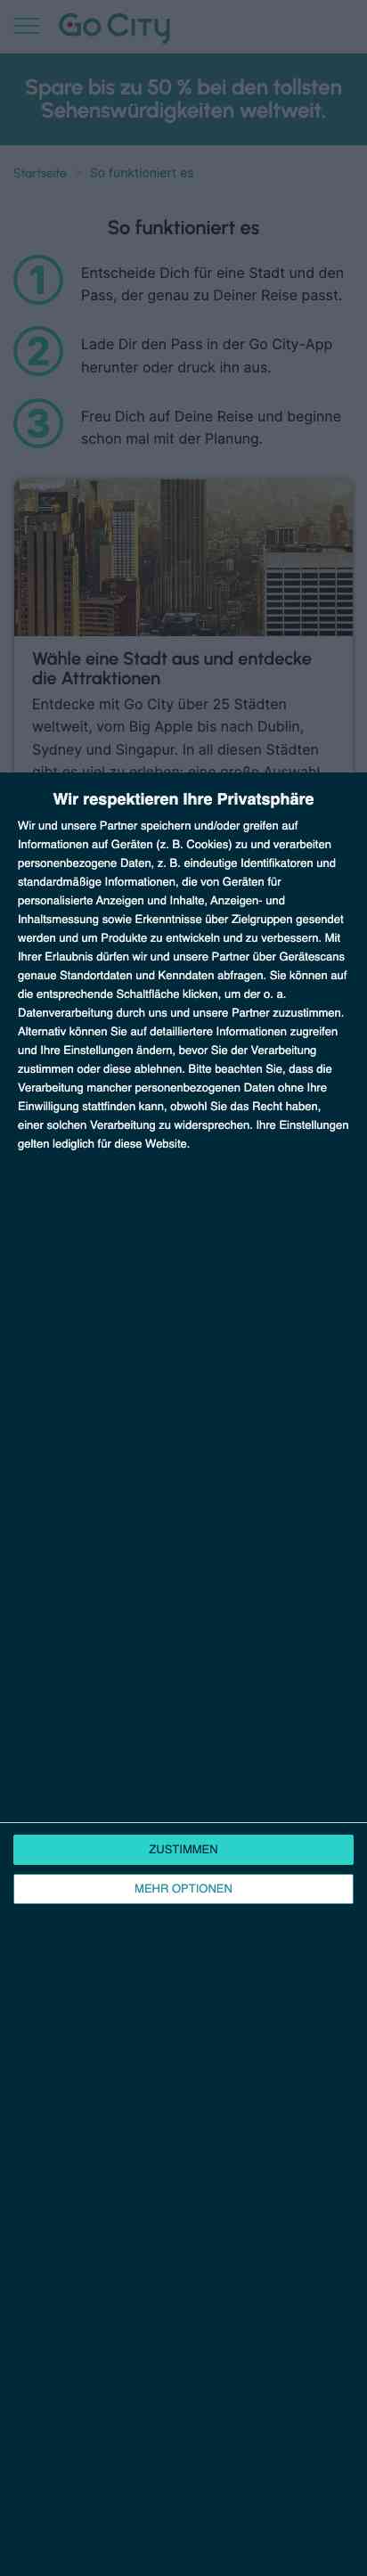 Go City
Spare bis zu 50 % bei den tollsten
Sehenswürdigkeiten weltweit.
Startseite > So funktioniert es
So funktioniert es
1 Entscheide Dich für eine Stadt und den
Pass, der genau zu Deiner Reise passt.
2 Lade Dir den Pass in der Go City-App
herunter oder druck ihn aus.
3 Freu Dich auf Deine Reise und beginne
schon mal mit der Planung.
Wähle eine Stadt aus und entdecke
die Attraktionen
Entdecke mit Go City über 25 Städten
weltweit, vom Big Apple bis nach Dublin,
Sydney und Singapur. In all diesen Städten
gibt es viel zu erleben: eine große Auswahl
Wir respektieren Ihre Privatsphäre
Wir und unsere Partner speichern und/oder greifen auf
Informationen auf Geräten (z. B. Cookies) zu und verarbeiten
personenbezogene Daten, z. B. eindeutige Identifikatoren und
standardmäßige Informationen, die von Geräten für
personalisierte Anzeigen und Inhalte, Anzeigen- und
Inhaltsmessung sowie Erkenntnisse über Zielgruppen gesendet
werden und um Produkte zu entwickeln und zu verbessern. Mit
Ihrer Erlaubnis dürfen wir und unsere Partner über Gerätescans
genaue Standortdaten und Kenndaten abfragen. Sie können auf
die entsprechende Schaltfläche klicken, um der o. a.
Datenverarbeitung durch uns und unsere Partner zuzustimmen.
Alternativ können Sie auf detailliertere Informationen zugreifen
und Ihre Einstellungen ändern, bevor Sie der Verarbeitung
zustimmen oder diese ablehnen. Bitte beachten Sie, dass die
Verarbeitung mancher personenbezogenen Daten ohne Ihre
Einwilligung stattfinden kann, obwohl Sie das Recht haben,
einer solchen Verarbeitung zu widersprechen. Ihre Einstellungen
gelten lediglich für diese Website.
ZUSTIMMEN
MEHR OPTIONEN